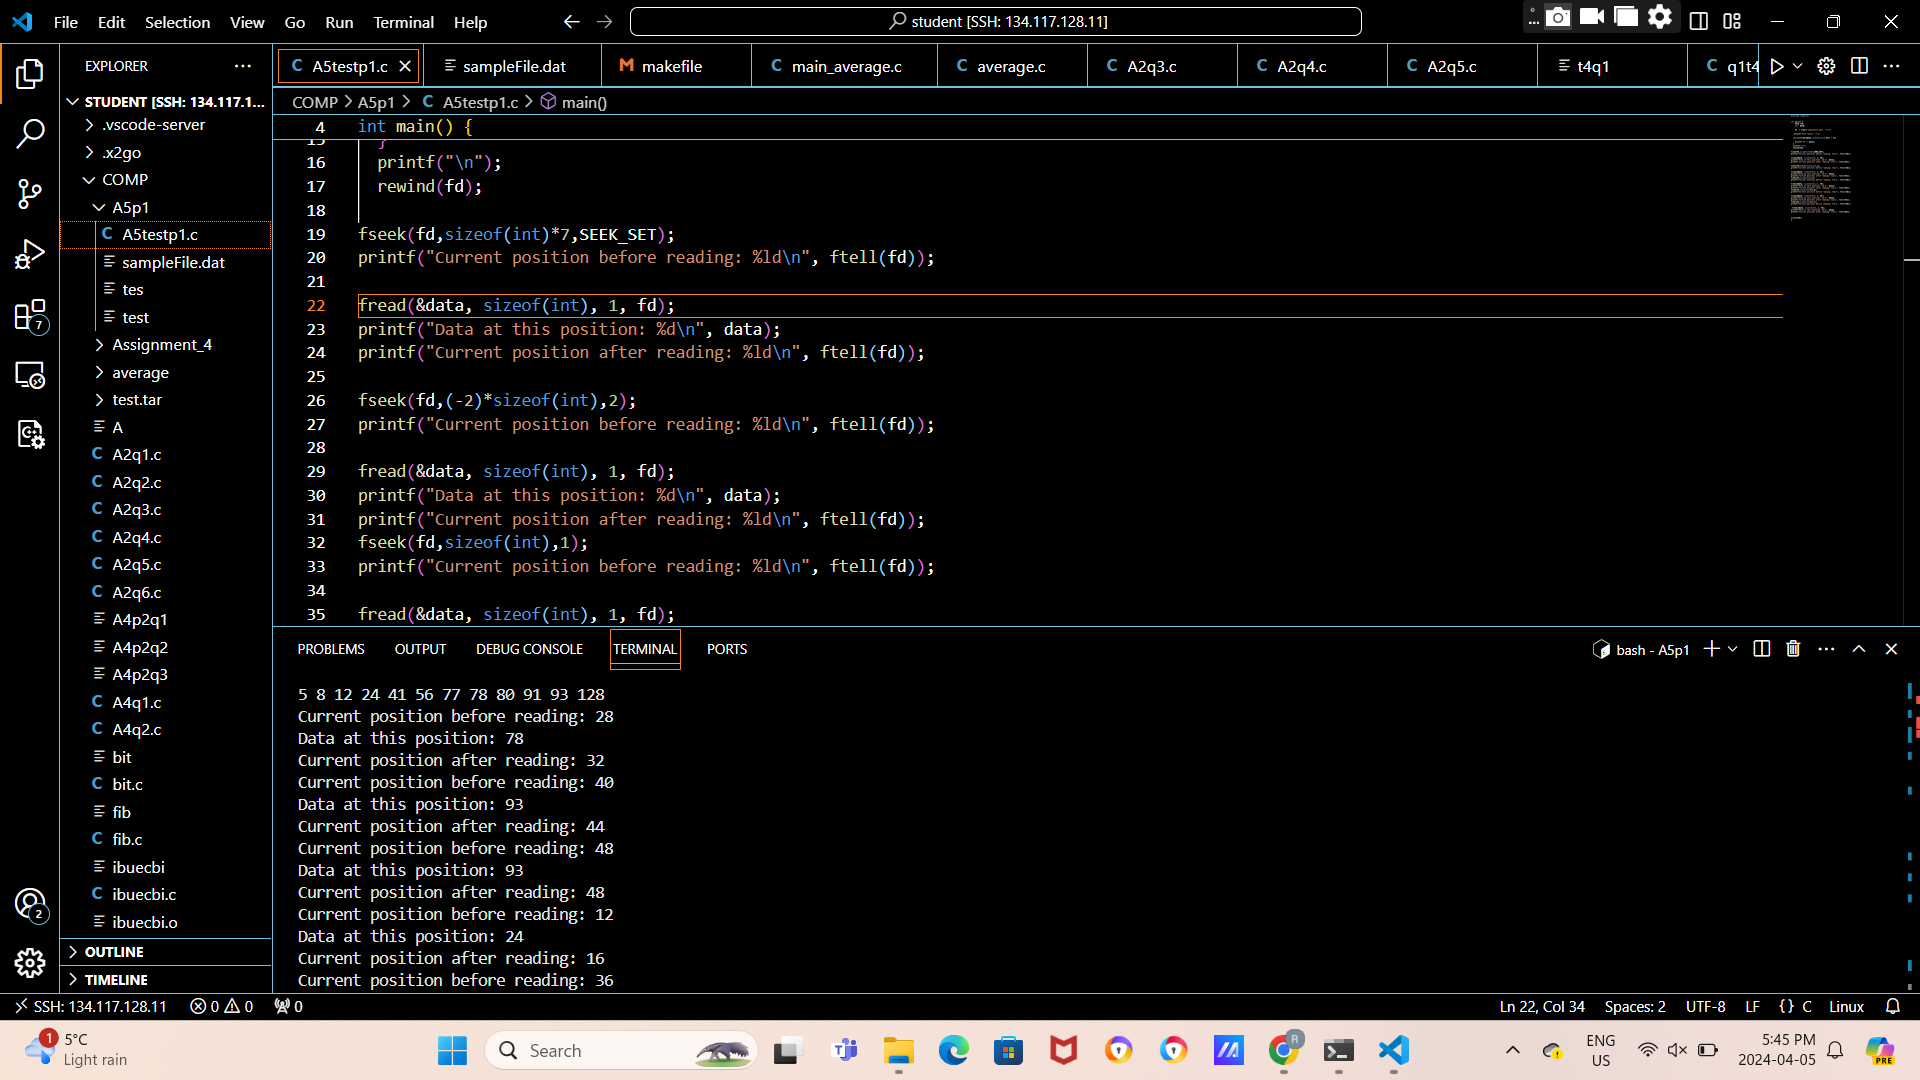 File Edit Selection View Go Run Terminal Help
student [SSH: 134.117.128.11]
EXPLORER
STUDENT [SSH: 134.117.1...
.vscode-server
.x2go
COMP
A5p1
A5testp1.c
sampleFile.dat
tes
test
Assignment_4
average
test.tar
A
A2q1.c
A2q2.c
A2q3.c
A2q4.c
A2q5.c
A2q6.c
A4p2q1
A4p2q2
A4p2q3
A4q1.c
A4q2.c
bit
bit.c
fib
fib.c
ibuecbi
ibuecbi.c
ibuecbi.o
OUTLINE
TIMELINE
7
2
A5testp1.c sampleFile.dat makefile main_average.c average.c A2q3.c A2q4.c A2q5.c t4q1 q1t4
COMP > A5p1 > C A5testp1.c > main()
4 int main() {
15 }
16 printf("\n");
17 rewind(fd);
18
19 fseek(fd,sizeof(int)*7,SEEK_SET);
20 printf("Current position before reading: %ld\n", ftell(fd));
21
22 fread(&data, sizeof(int), 1, fd);
23 printf("Data at this position: %d\n", data);
24 printf("Current position after reading: %ld\n", ftell(fd));
25
26 fseek(fd,(-2)*sizeof(int),2);
27 printf("Current position before reading: %ld\n", ftell(fd));
28
29 fread(&data, sizeof(int), 1, fd);
30 printf("Data at this position: %d\n", data);
31 printf("Current position after reading: %ld\n", ftell(fd));
32 fseek(fd,sizeof(int),1);
33 printf("Current position before reading: %ld\n", ftell(fd));
34
35 fread(&data, sizeof(int), 1, fd);
PROBLEMS OUTPUT DEBUG CONSOLE TERMINAL PORTS
bash - A5p1
5 8 12 24 41 56 77 78 80 91 93 128
Current position before reading: 28
Data at this position: 78
Current position after reading: 32
Current position before reading: 40
Data at this position: 93
Current position after reading: 44
Current position before reading: 48
Data at this position: 93
Current position after reading: 48
Current position before reading: 12
Data at this position: 24
Current position after reading: 16
Current position before reading: 36
SSH: 134.117.128.11 0 0 0
Ln 22, Col 34 Spaces: 2 UTF-8 LF {} C Linux
1
5°C
Light rain
Search
R
PRE
ENG
US
5:45 PM
2024-04-05